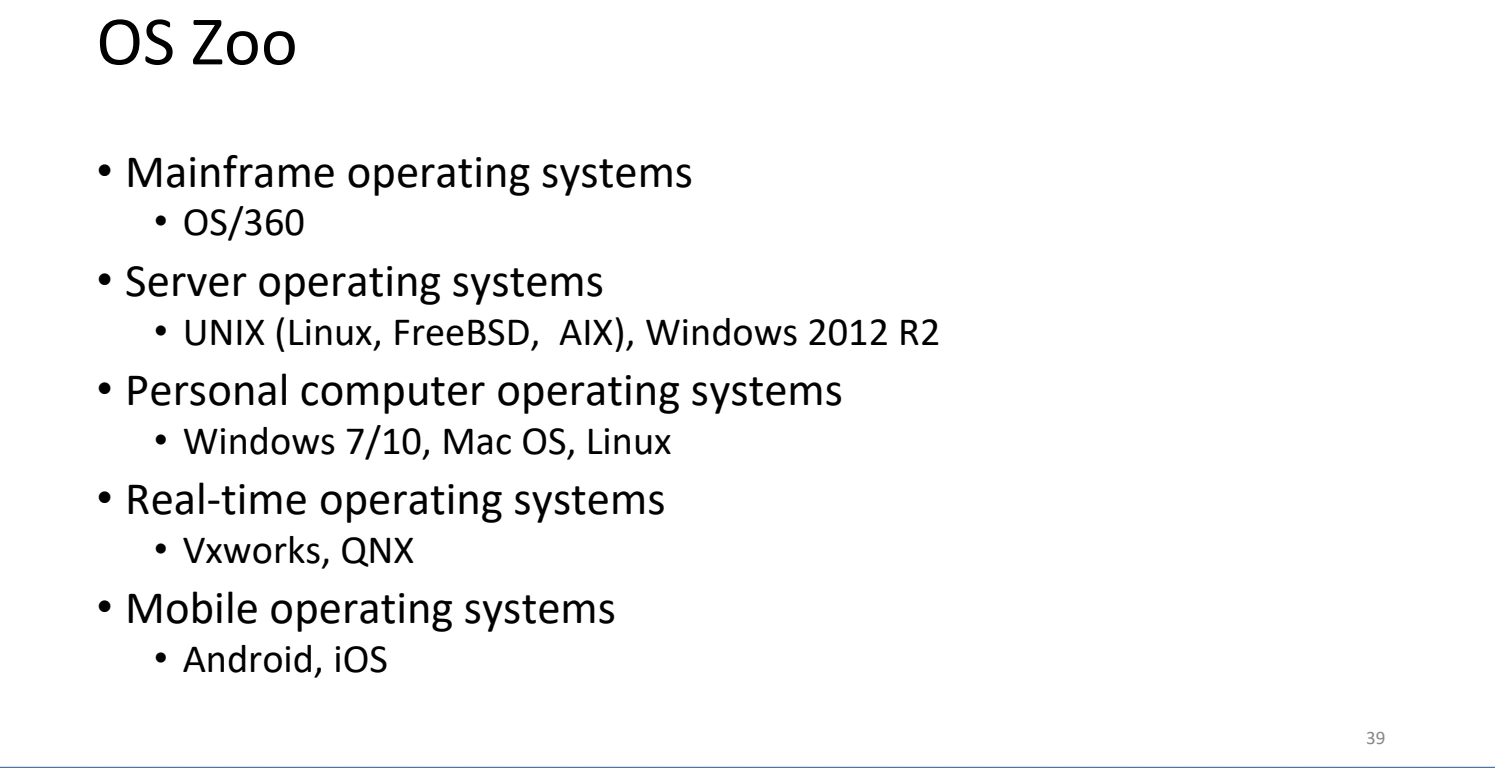 OS Zoo
• Mainframe operating systems
• OS/360
• Server operating systems
• UNIX (Linux, FreeBSD,  AIX), Windows 2012 R2
• Personal computer operating systems
• Windows 7/10, Mac OS, Linux
• Real-time operating systems
• Vxworks, QNX
• Mobile operating systems
• Android, iOS
39